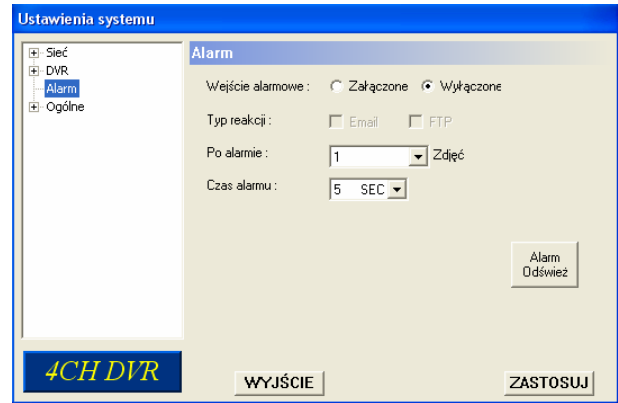 Ustawienia systemu
Sieć
DVR
Alarm
Ogólne
Alarm
Wejście alarmowe : Załączone Wyłączone
Typ reakcji : Email FTP
Po alarmie : 1 Zdjęć
Czas alarmu : 5 SEC
Alarm
Odśwież
4CH DVR
WYJŚCIE
ZASTOSUJ